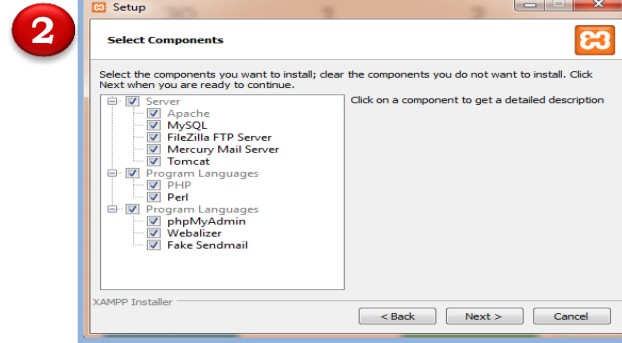 2
Setup
Select Components
Select the components you want to install; clear the components you do not want to install. Click
Next when you are ready to continue.
Server
Apache
MySQL
FileZilla FTP Server
Mercury Mail Server
Tomcat
Program Languages
PHP
Perl
Program Languages
phpMyAdmin
Webalizer
Fake Sendmail
Click on a component to get a detailed description
XAMPP Installer
< Back
Next >
Cancel